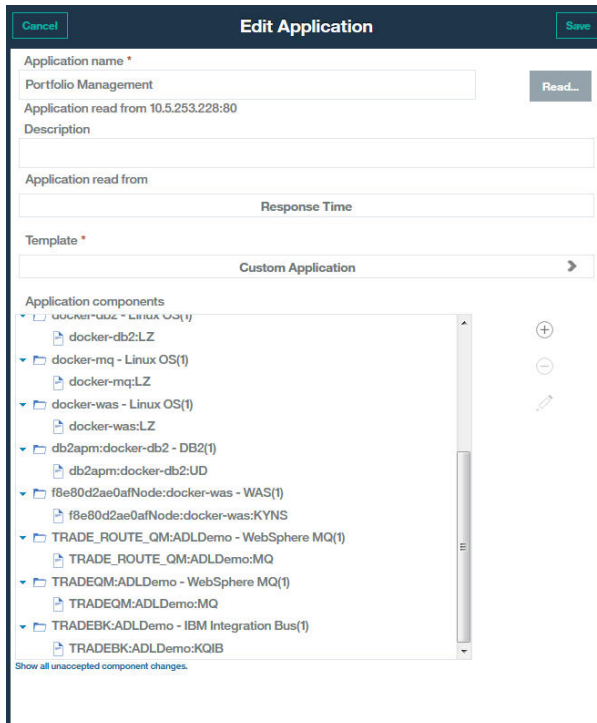 Cancel
Edit Application
Save
Application name *
Portfolio Management
Read...
Application read from 10.5.253.228:80
Description
Application read from
Response Time
Template *
Custom Application
Application components
docker-db2 - Linux OS(1)
docker-db2:LZ
docker-mq - Linux OS(1)
docker-mq:LZ
docker-was - Linux OS(1)
docker-was:LZ
db2apm:docker-db2 - DB2(1)
db2apm:docker-db2:UD
f8e80d2ae0afNode:docker-was - WAS(1)
f8e80d2ae0afNode:docker-was:KYNS
TRADE_ROUTE_QM:ADLDemo - WebSphere MQ(1)
TRADE_ROUTE_QM:ADLDemo:MQ
TRADEQM:ADLDemo - WebSphere MQ(1)
TRADEQM:ADLDemo:MQ
TRADEBK:ADLDemo - IBM Integration Bus(1)
TRADEBK:ADLDemo:KQIB
Show all unaccepted component changes.